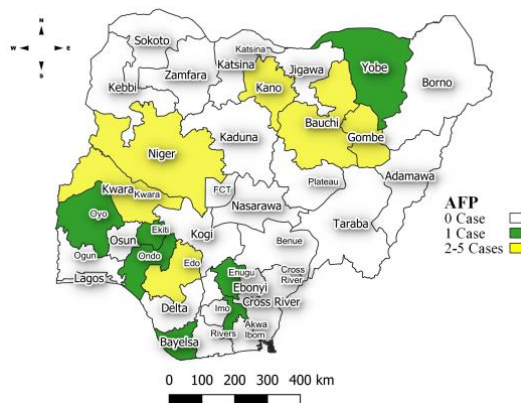 N
W
E
S
Sokoto
Katsina
Katsina
Yobe
Zamfara
Jigawa
Borno
Kebbi
Kano
Bauchi
Gombe
Kaduna
Niger
Adamawa
Plateau
Kwara
Kwara
FCT
Nasarawa
Taraba
Oyo
Kogi
Ekiti
Osun
Benue
Ogun
Ondo
Edo
Lagos
Enugu
Ebonyi
Cross
River
Cross River
Delta
Imo
Akwa
Ibom
Rivers
Bayelsa
AFP
0 Case
1 Case
2-5 Cases
0 100 200 300 400 km